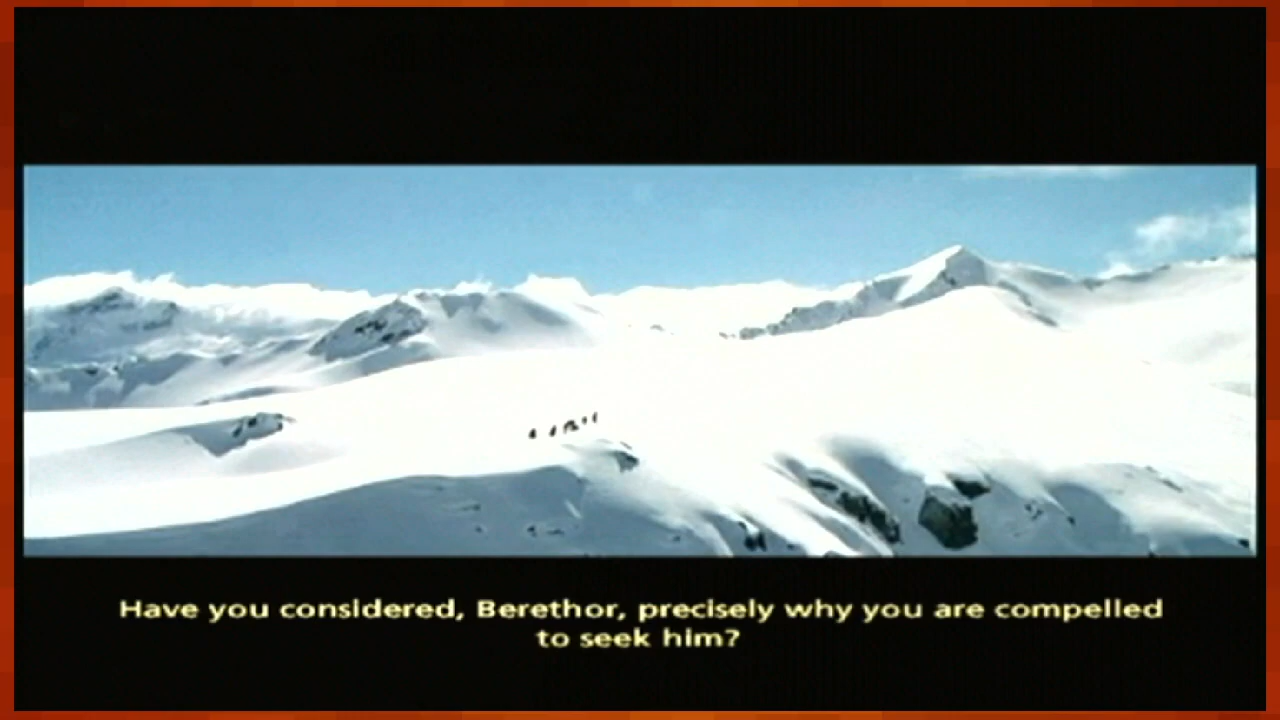 Have you considered, Berethor, precisely why you are compelled
to seek him?